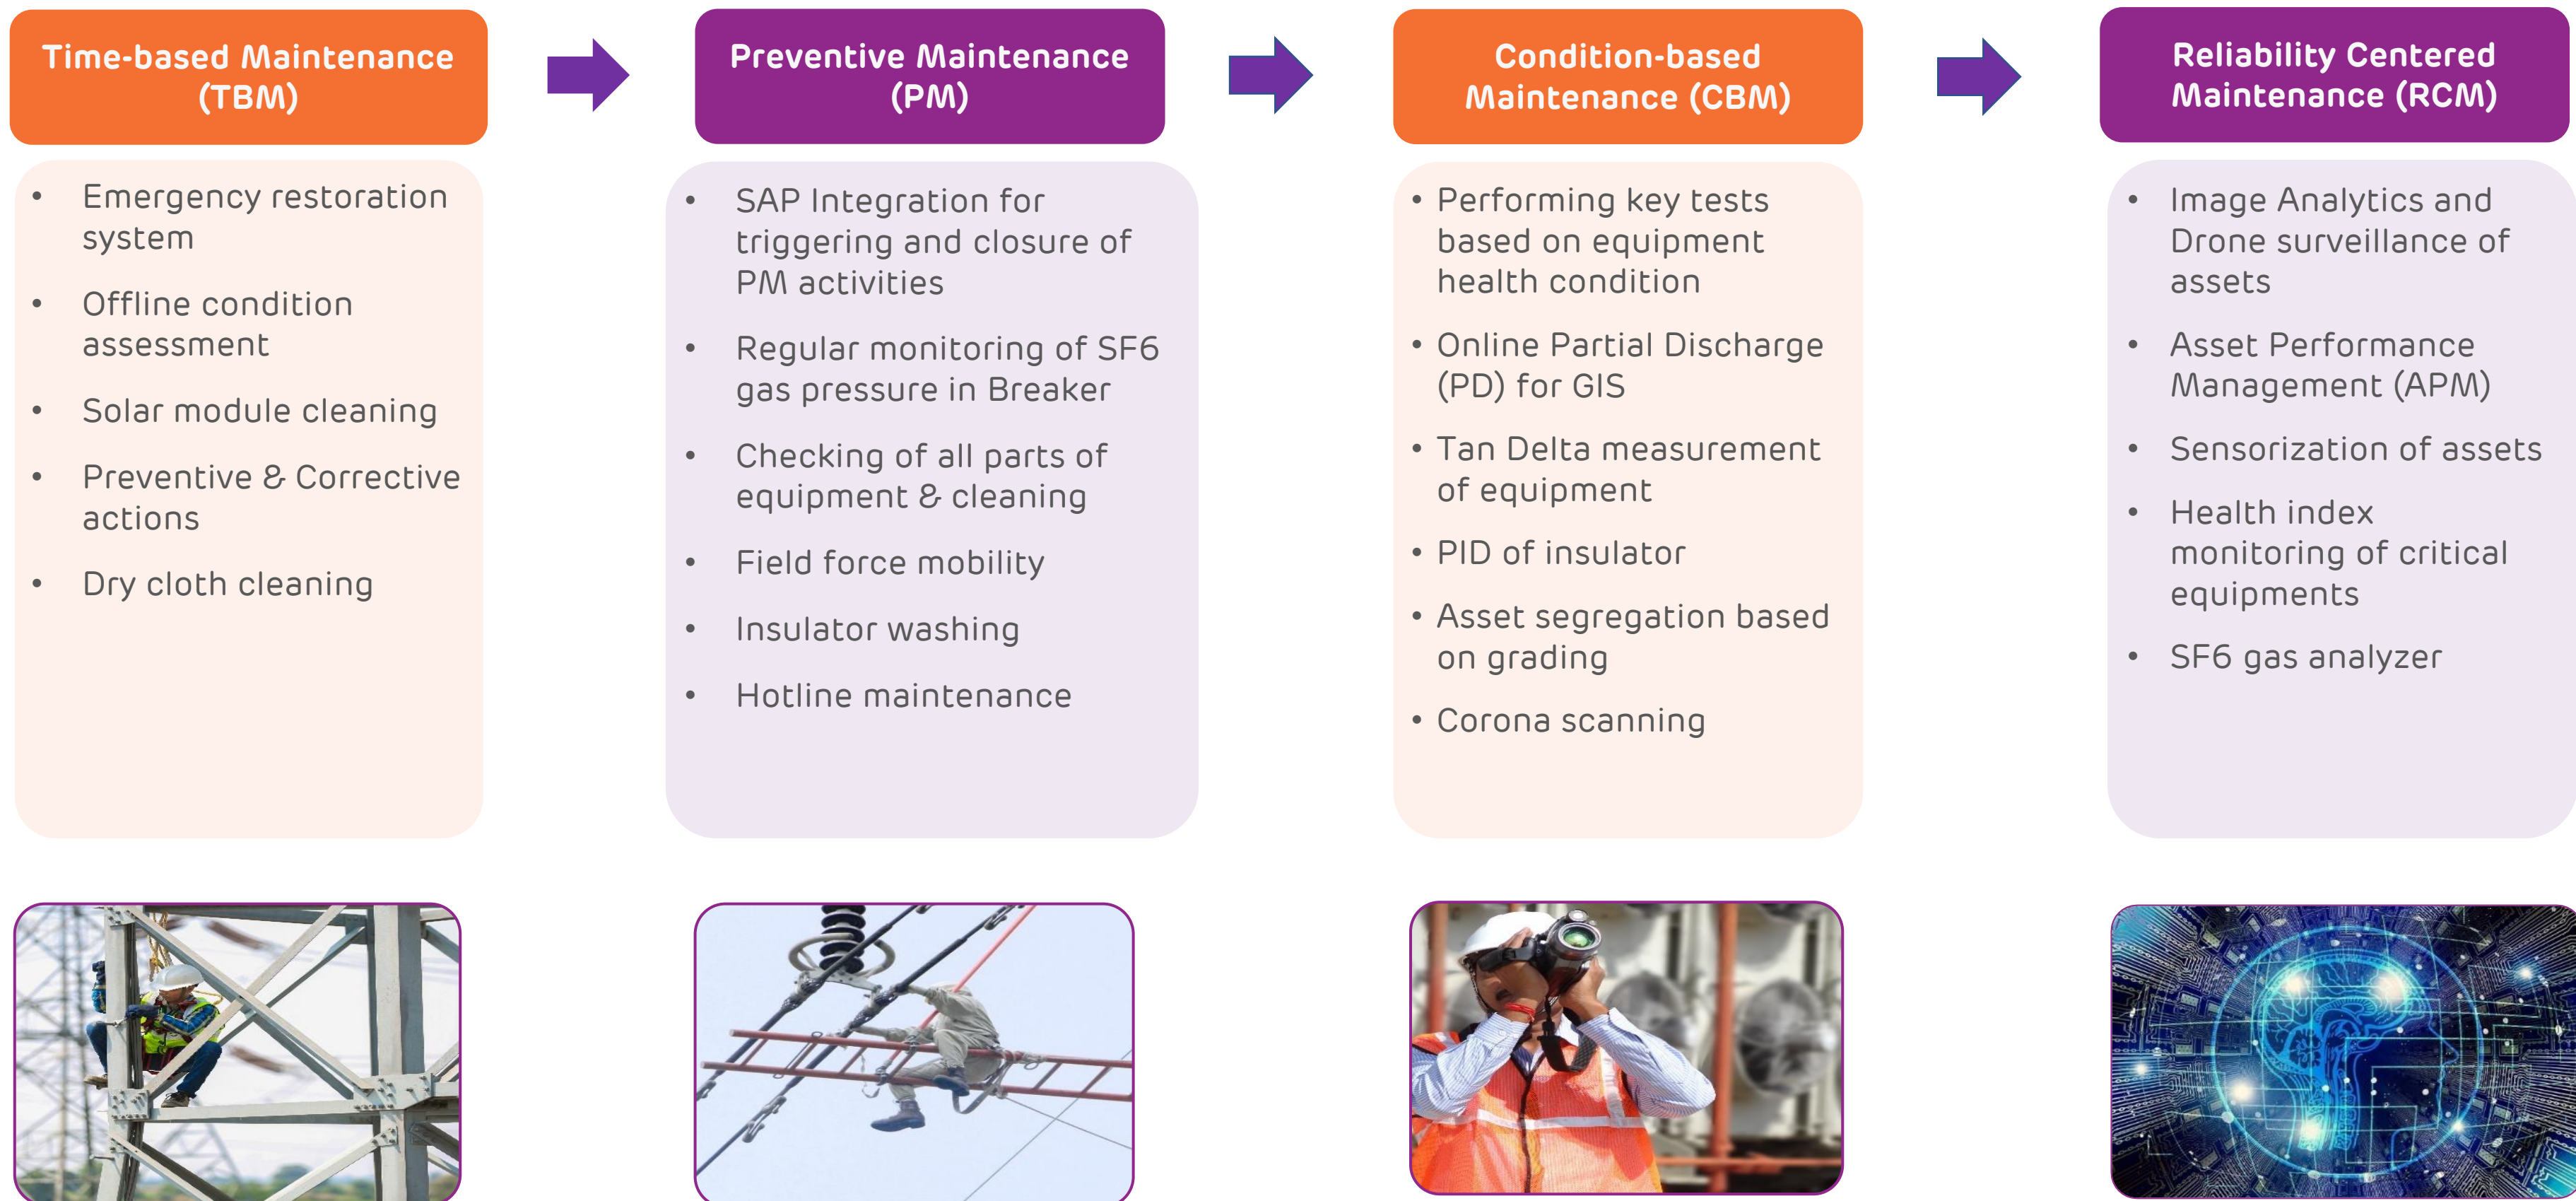 Time-based Maintenance
(TBM)
• Emergency restoration
system
• Offline condition
assessment
• Solar module cleaning
• Preventive & Corrective
actions
• Dry cloth cleaning
Preventive Maintenance
(PM)
• SAP Integration for
triggering and closure of
PM activities
• Regular monitoring of SF6
gas pressure in Breaker
• Checking of all parts of
equipment & cleaning
• Field force mobility
• Insulator washing
• Hotline maintenance
Condition-based
Maintenance (CBM)
• Performing key tests
based on equipment
health condition
• Online Partial Discharge
(PD) for GIS
• Tan Delta measurement
of equipment
• PID of insulator
• Asset segregation based
on grading
• Corona scanning
Reliability Centered
Maintenance (RCM)
• Image Analytics and
Drone surveillance of
assets
• Asset Performance
Management (APM)
• Sensorization of assets
• Health index
monitoring of critical
equipments
• SF6 gas analyzer